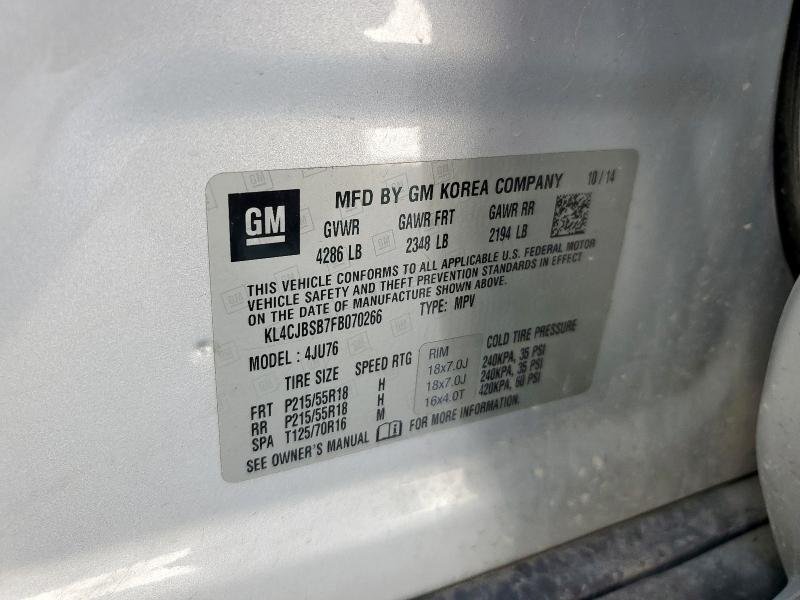 GM
MFD BY GM KOREA COMPANY 10/14
GVWR GAWR FRT GAWR RR
4286 LB 2348 LB 2194 LB
THIS VEHICLE CONFORMS TO ALL APPLICABLE U.S. FEDERAL MOTOR
VEHICLE SAFETY AND THEFT PREVENTION STANDARDS IN EFFECT
ON THE DATE OF MANUFACTURE SHOWN ABOVE.
KL4CJBSB7FB070266 TYPE: MPV
MODEL : 4JU76
TIRE SIZE SPEED RTG RIM COLD TIRE PRESSURE
FRT P215/55R18 H 18x7.0J 240KPA, 35 PSI
RR P215/55R18 H 18x7.0J 240KPA, 35 PSI
SPA T125/70R16 M 16x4.0T 420KPA, 60 PSI
SEE OWNER'S MANUAL FOR MORE INFORMATION.